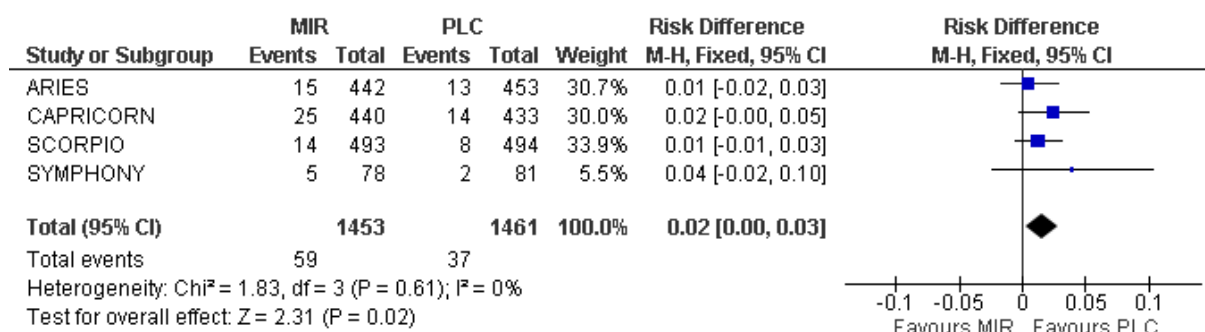 MIR PLC Risk Difference Risk Difference
Study or Subgroup Events Total Events Total Weight M-H, Fixed, 95% CI M-H, Fixed, 95% CI
ARIES 15 442 13 453 30.7% 0.01 [-0.02, 0.03]
CAPRICORN 25 440 14 433 30.0% 0.02 [-0.00, 0.05]
SCORPIO 14 493 8 494 33.9% 0.01 [-0.01, 0.03]
SYMPHONY 5 78 2 81 5.5% 0.04 [-0.02, 0.10]
Total (95% CI) 1453 1461 100.0% 0.02 [0.00, 0.03]
Total events 59 37
Heterogeneity: Chi² = 1.83, df = 3 (P = 0.61); I² = 0%
Test for overall effect: Z = 2.31 (P = 0.02)
-0.1 -0.05 0 0.05 0.1
Favours MIR Favours PLC